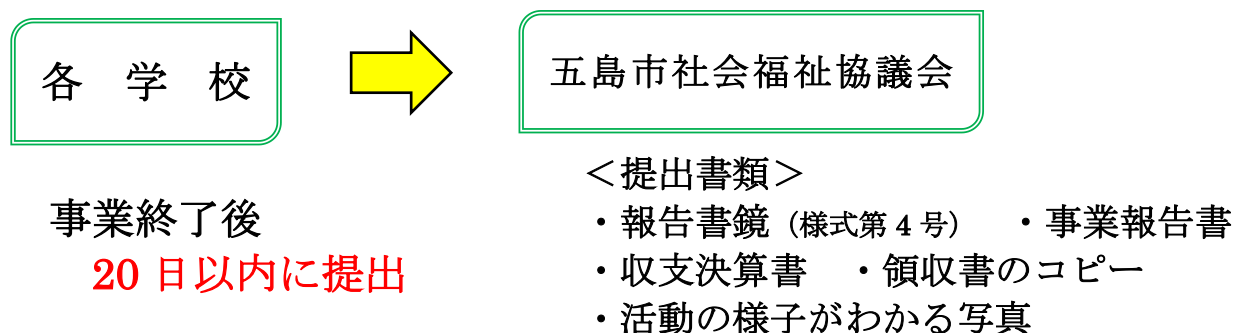 各　学　校
五島市社会福祉協議会
事業終了後
20日以内に提出
＜提出書類＞
・報告書鏡（様式第4号）　・事業報告書
・収支決算書　・領収書のコピー
・活動の様子がわかる写真